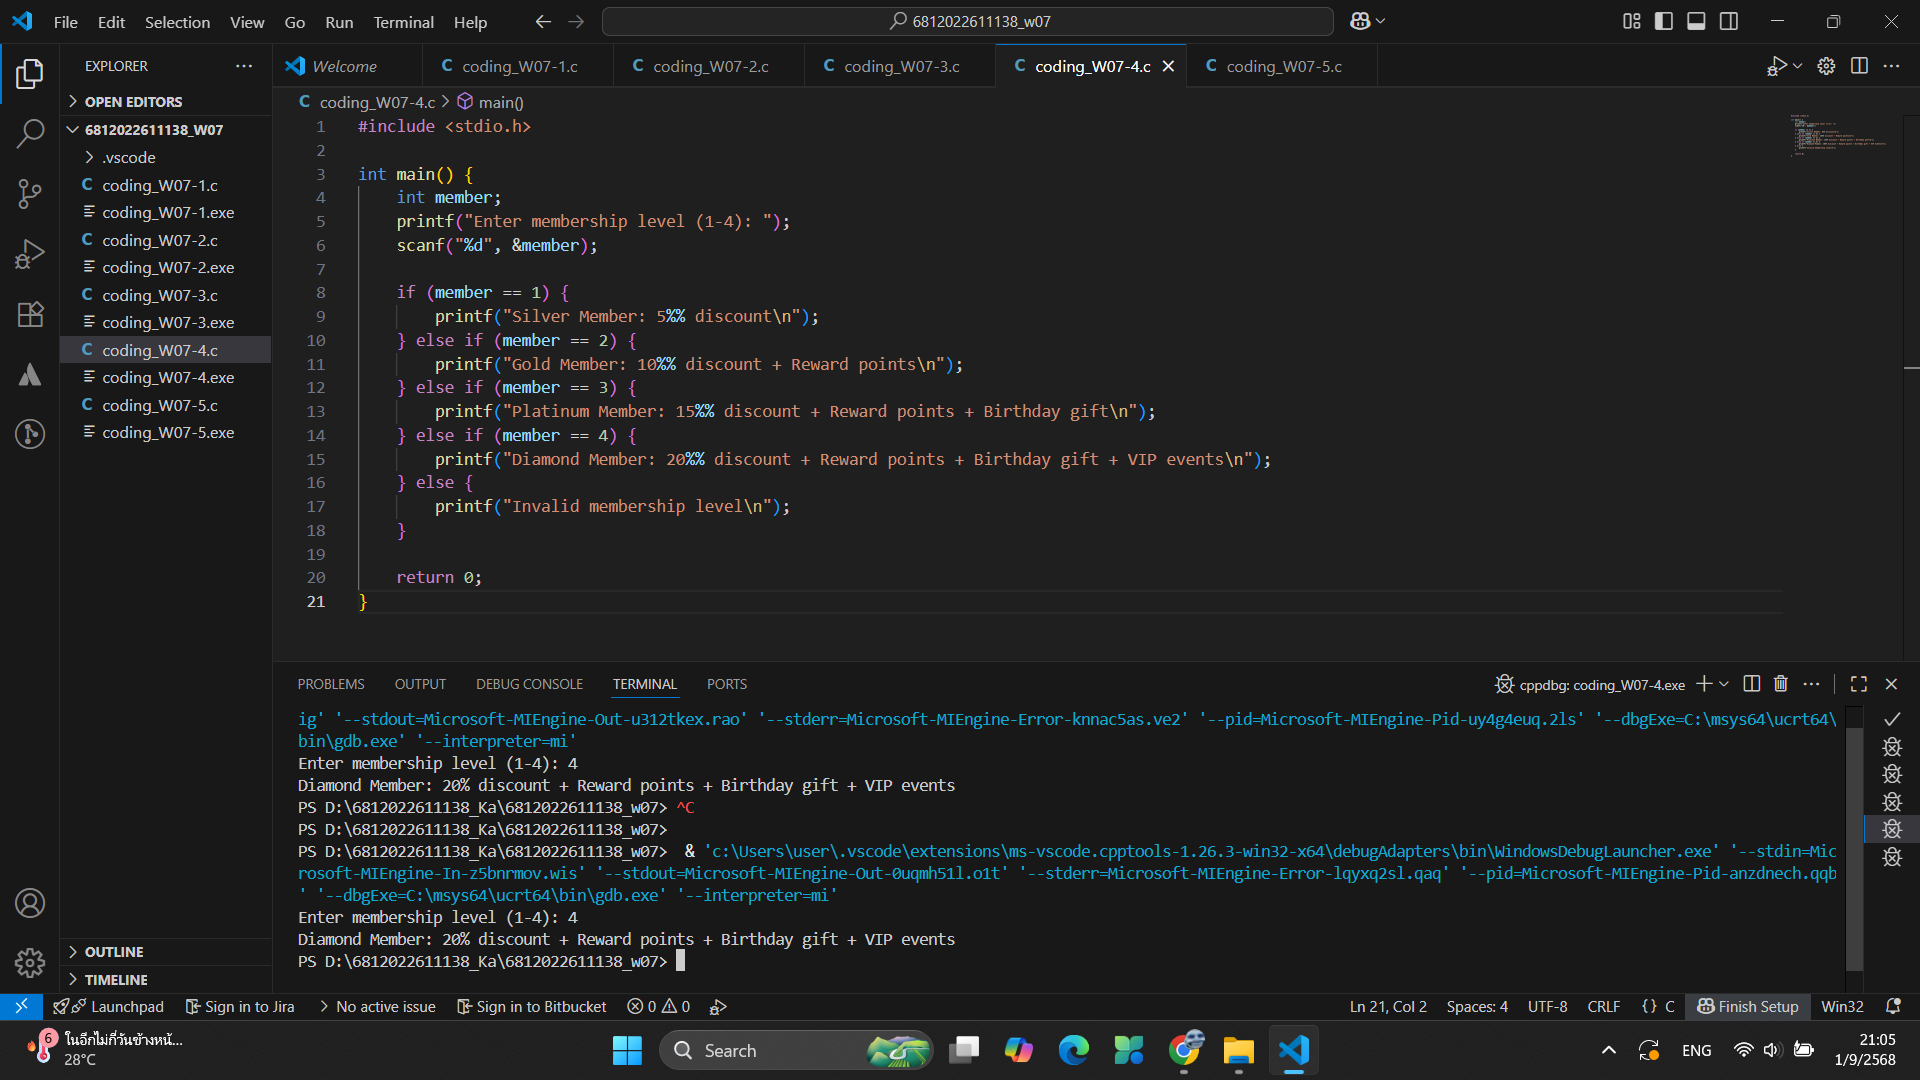 File Edit Selection View Go Run Terminal Help
6812022611138_w07
EXPLORER
Welcome
coding_W07-1.c
coding_W07-2.c
coding_W07-3.c
coding_W07-4.c
coding_W07-5.c
OPEN EDITORS
6812022611138_W07
.vscode
C coding_W07-1.c
coding_W07-1.exe
C coding_W07-2.c
coding_W07-2.exe
C coding_W07-3.c
coding_W07-3.exe
C coding_W07-4.c
coding_W07-4.exe
C coding_W07-5.c
coding_W07-5.exe
OUTLINE
TIMELINE
C coding_W07-4.c > main()
1 #include <stdio.h>
2
3 int main() {
4 int member;
5 printf("Enter membership level (1-4): ");
6 scanf("%d", &member);
7
8 if (member == 1) {
9 printf("Silver Member: 5%% discount\n");
10 } else if (member == 2) {
11 printf("Gold Member: 10%% discount + Reward points\n");
12 } else if (member == 3) {
13 printf("Platinum Member: 15%% discount + Reward points + Birthday gift\n");
14 } else if (member == 4) {
15 printf("Diamond Member: 20%% discount + Reward points + Birthday gift + VIP events\n");
16 } else {
17 printf("Invalid membership level\n");
18 }
19
20 return 0;
21 }
PROBLEMS OUTPUT DEBUG CONSOLE TERMINAL PORTS
cppdbg: coding_W07-4.exe
ig' '--stdout=Microsoft-MIEngine-Out-u312tkex.rao' '--stderr=Microsoft-MIEngine-Error-knnac5as.ve2' '--pid=Microsoft-MIEngine-Pid-uy4g4euq.2ls' '--dbgExe=C:\msys64\ucrt64\
bin\gdb.exe' '--interpreter=mi'
Enter membership level (1-4): 4
Diamond Member: 20% discount + Reward points + Birthday gift + VIP events
PS D:\6812022611138_Ka\6812022611138_w07> ^C
PS D:\6812022611138_Ka\6812022611138_w07>
PS D:\6812022611138_Ka\6812022611138_w07> & 'c:\Users\user\.vscode\extensions\ms-vscode.cpptools-1.26.3-win32-x64\debugAdapters\bin\WindowsDebugLauncher.exe' '--stdin=Mic
rosoft-MIEngine-In-z5bnrmov.wis' '--stdout=Microsoft-MIEngine-Out-0uqmh51l.o1t' '--stderr=Microsoft-MIEngine-Error-lqyxq2sl.qaq' '--pid=Microsoft-MIEngine-Pid-anzdnech.qqb
' '--dbgExe=C:\msys64\ucrt64\bin\gdb.exe' '--interpreter=mi'
Enter membership level (1-4): 4
Diamond Member: 20% discount + Reward points + Birthday gift + VIP events
PS D:\6812022611138_Ka\6812022611138_w07>
Launchpad Sign in to Jira No active issue Sign in to Bitbucket 0 0
Ln 21, Col 2 Spaces: 4 UTF-8 CRLF {} C Finish Setup Win32
6 ในอีกไม่กี่วันข้างหน้...
28°C
Search
ENG
21:05
1/9/2568